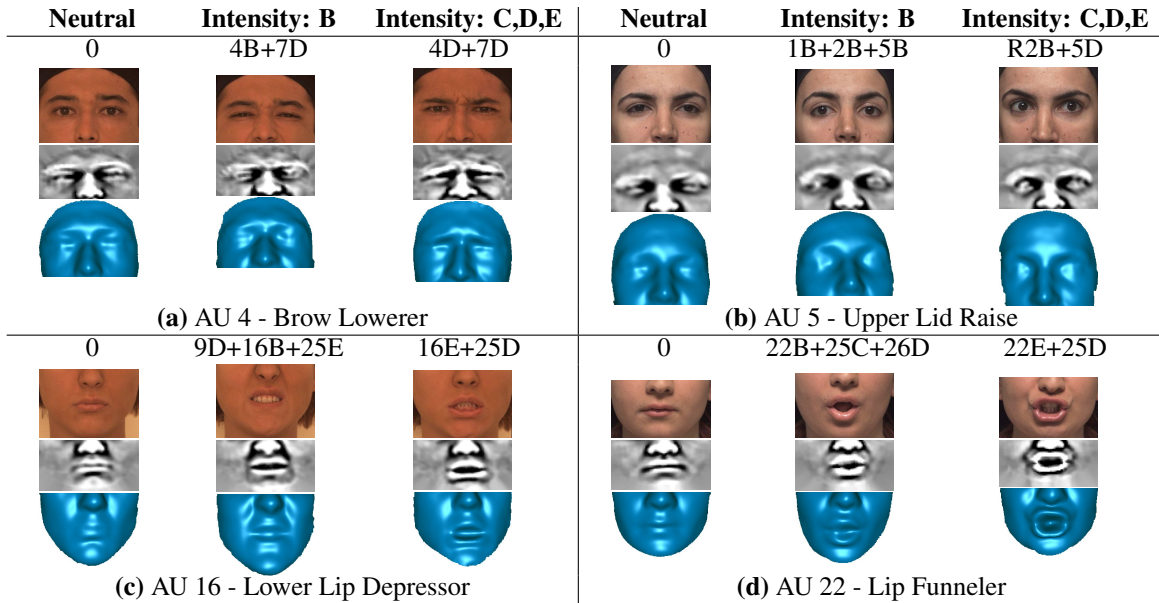 Neutral Intensity: B Intensity: C,D,E Neutral Intensity: B Intensity: C,D,E
0 4B+7D 4D+7D 0 1B+2B+5B R2B+5D
(a) AU 4 - Brow Lowerer (b) AU 5 - Upper Lid Raise
0 9D+16B+25E 16E+25D 0 22B+25C+26D 22E+25D
(c) AU 16 - Lower Lip Depressor (d) AU 22 - Lip Funneler